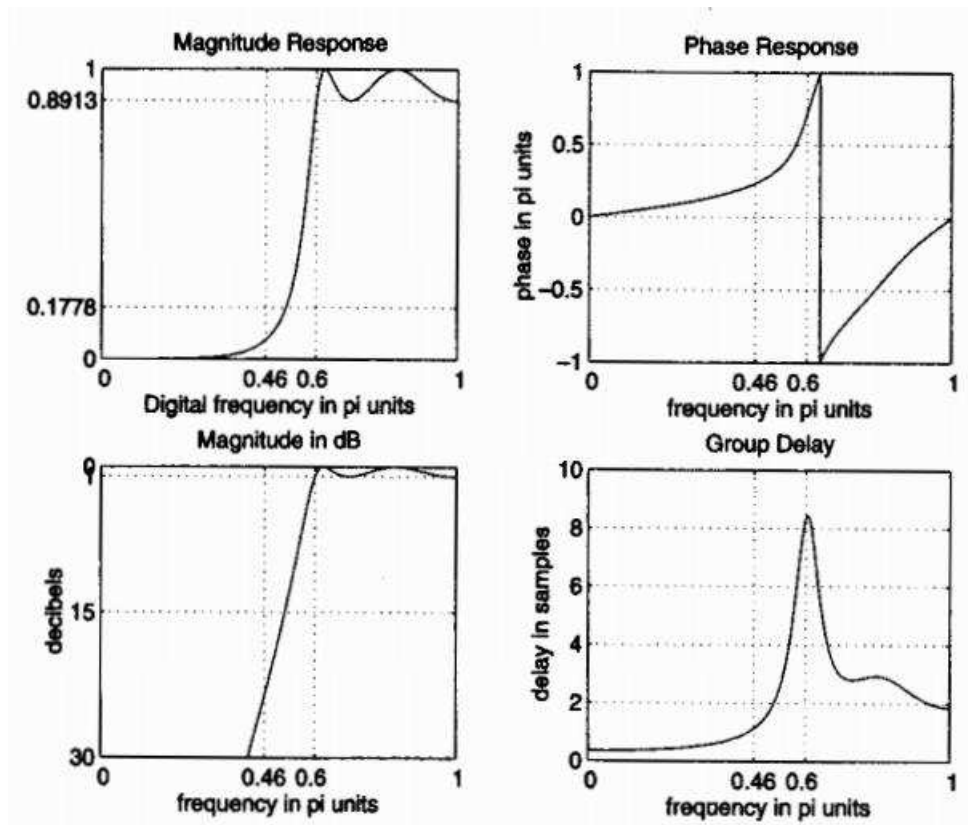 Magnitude Response
1
0.8913
0.1778
0
0 0.46 0.6 1
Digital frequency in pi units
Phase Response
phase in pi units
1
0.5
0
−0.5
−1
0 0.46 0.6 1
frequency in pi units
Magnitude in dB
decibels
0
1
15
30
0 0.46 0.6 1
frequency in pi units
Group Delay
delay in samples
10
8
6
4
2
0
0 0.46 0.6 1
frequency in pi units